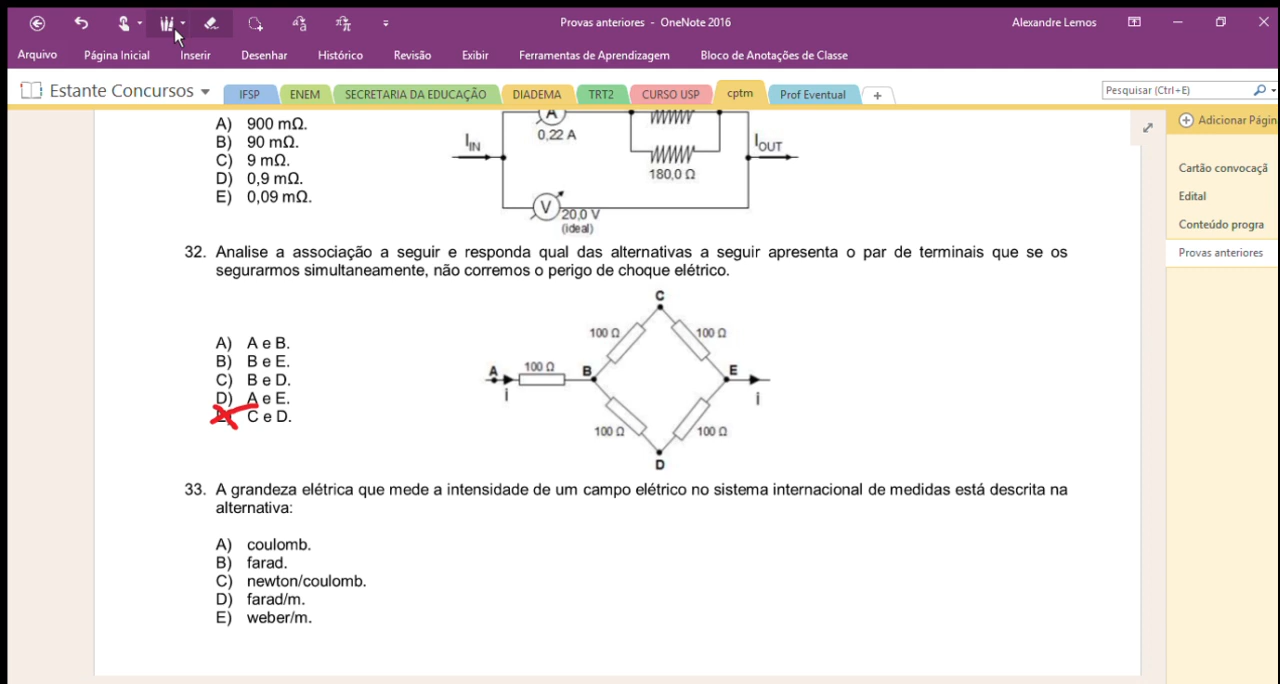 Provas anteriores - OneNote 2016
Alexandre Lemos
Arquivo Página Inicial Inserir Desenhar Histórico Revisão Exibir Ferramentas de Aprendizagem Bloco de Anotações de Classe
Estante Concursos IFSP ENEM SECRETARIA DA EDUCAÇÃO DIADEMA TRT2 CURSO USP cptm Prof Eventual +
Pesquisar (Ctrl+E)
Adicionar Págin
Cartão convocaçã
Edital
Conteúdo progra
Provas anteriores
A) 900 mΩ.
B) 90 mΩ.
C) 9 mΩ.
D) 0,9 mΩ.
E) 0,09 mΩ.
A
0,22 A
IIN
IOUT
180,0 Ω
V
20,0 V
(ideal)
32. Analise a associação a seguir e responda qual das alternativas a seguir apresenta o par de terminais que se os
segurarmos simultaneamente, não corremos o perigo de choque elétrico.
A) A e B.
B) B e E.
C) B e D.
D) A e E.
E) C e D.
C
100 Ω 100 Ω
A 100 Ω B E
i i
100 Ω 100 Ω
D
33. A grandeza elétrica que mede a intensidade de um campo elétrico no sistema internacional de medidas está descrita na
alternativa:
A) coulomb.
B) farad.
C) newton/coulomb.
D) farad/m.
E) weber/m.